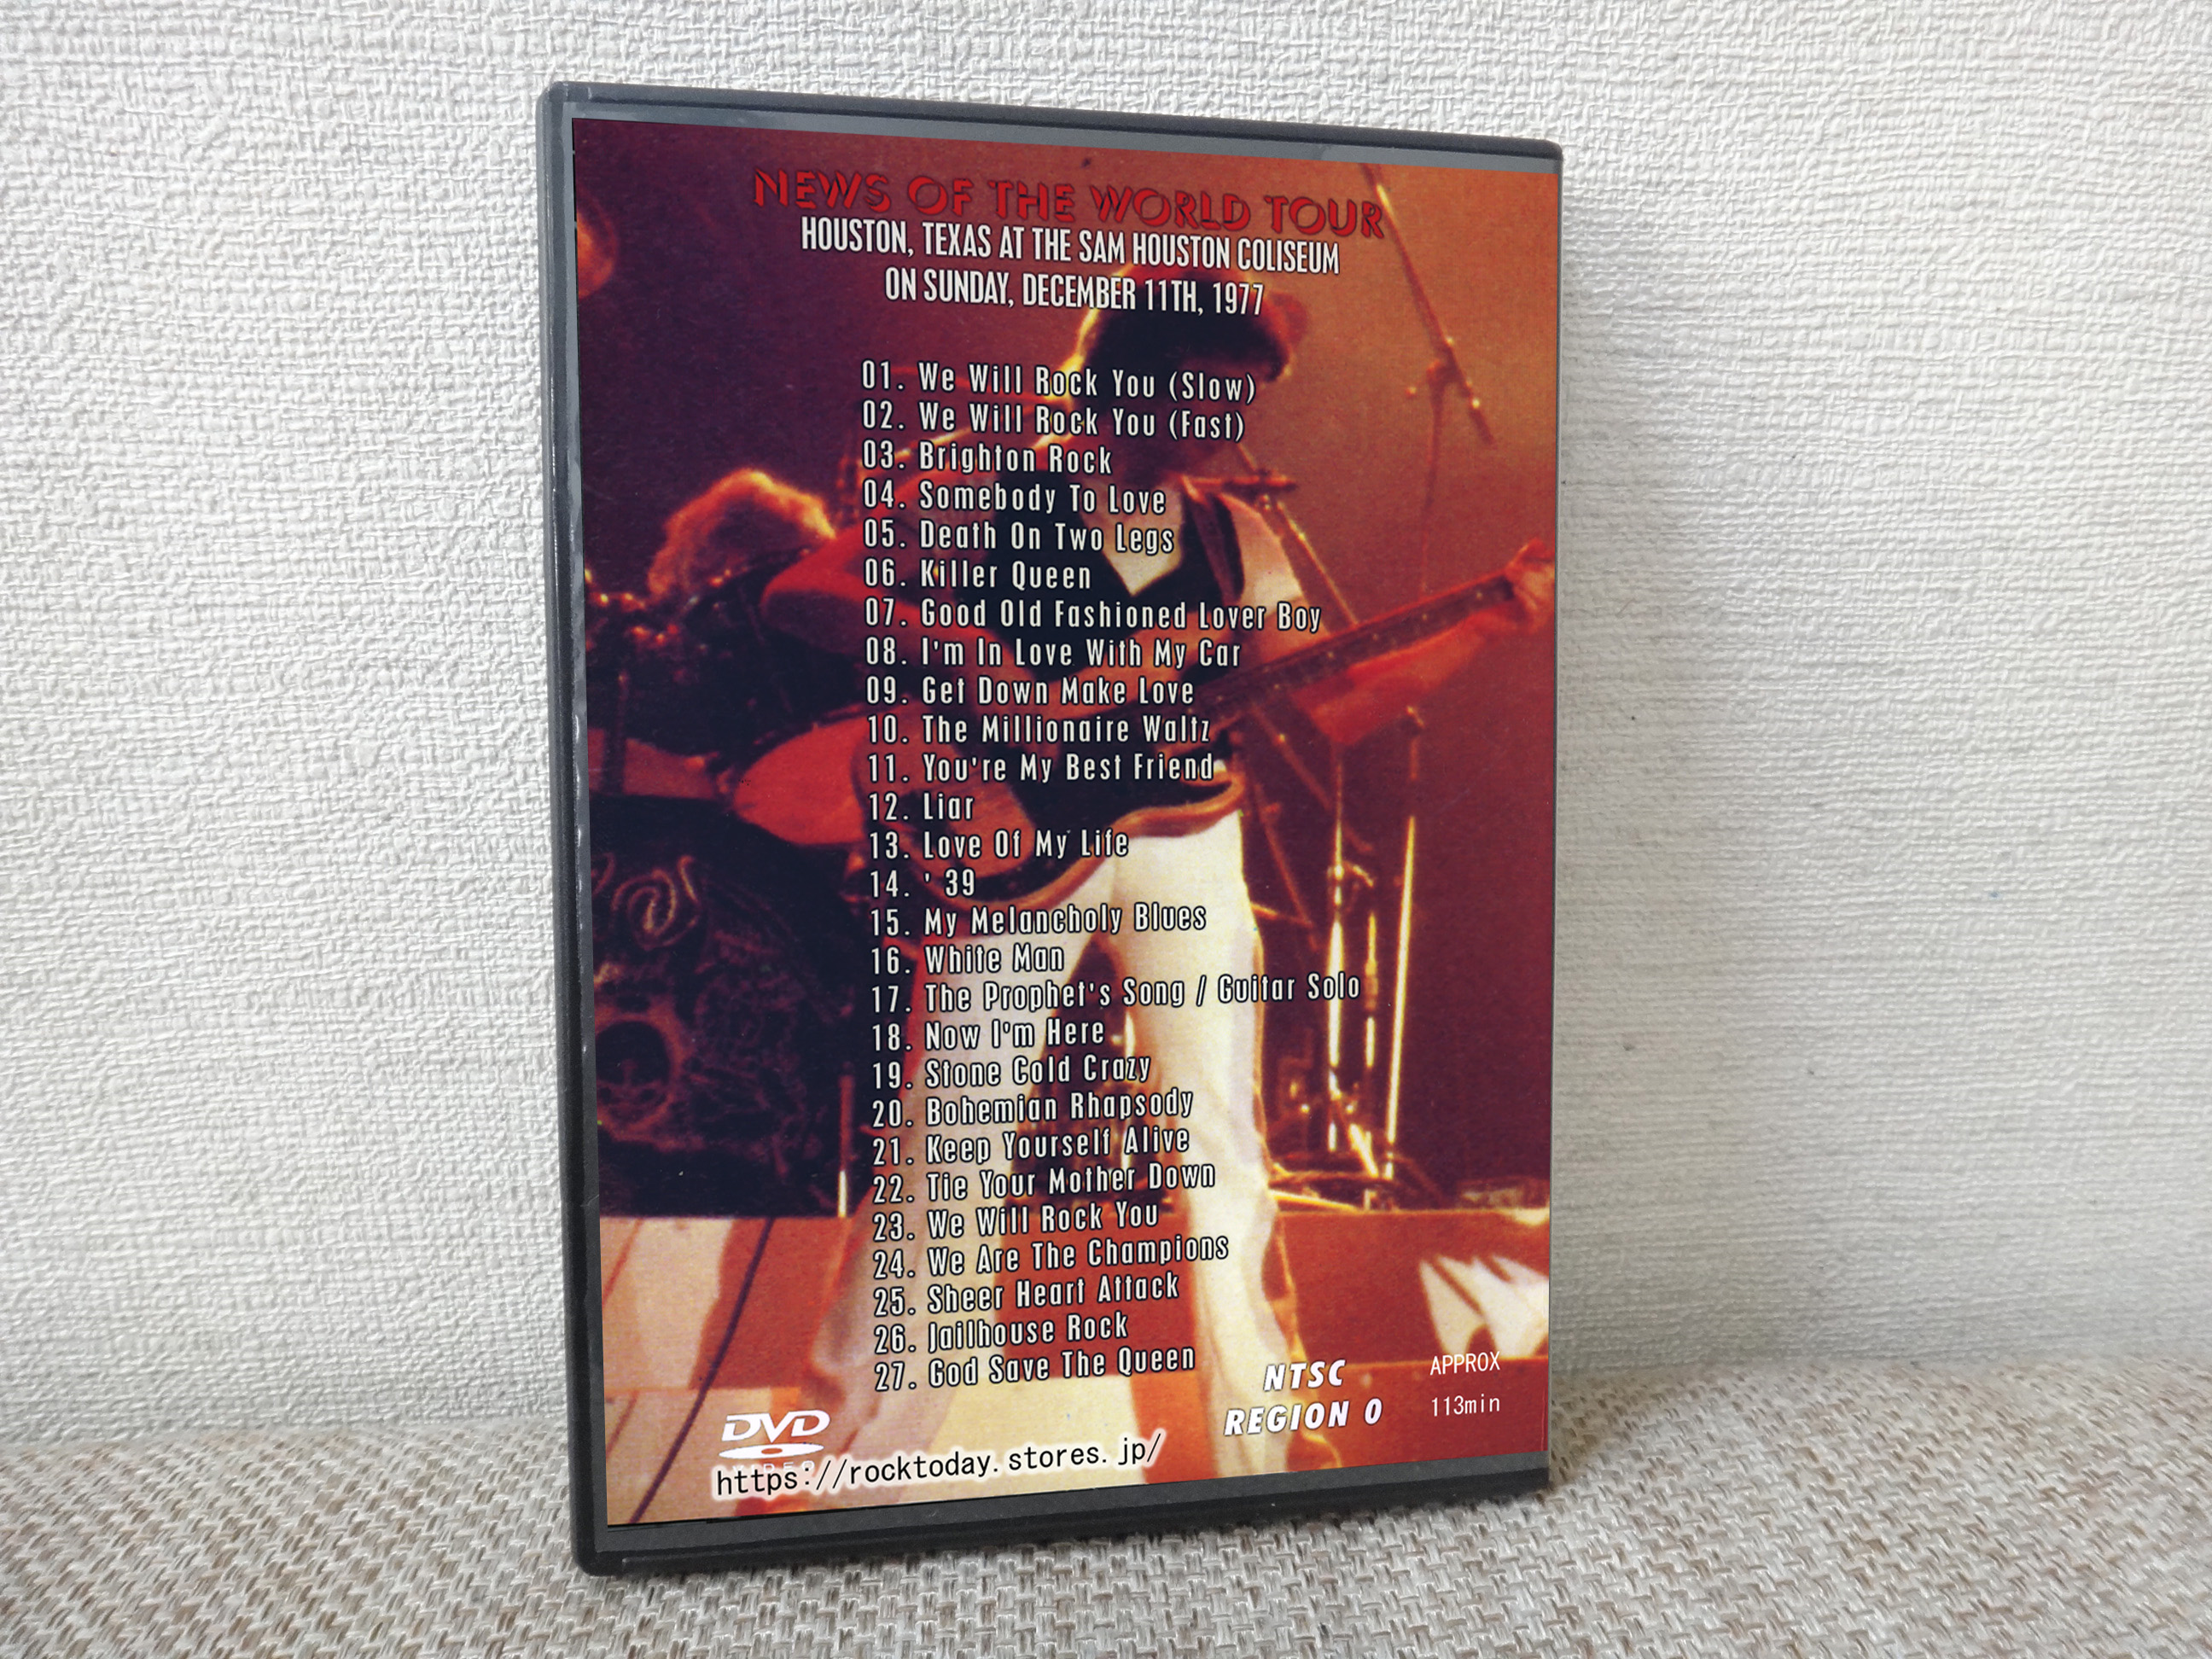 NEWS OF THE WORLD TOUR
HOUSTON, TEXAS AT THE SAM HOUSTON COLISEUM
ON SUNDAY, DECEMBER 11TH, 1977
01. We Will Rock You (Slow)
02. We Will Rock You (Fast)
03. Brighton Rock
04. Somebody To Love
05. Death On Two Legs
06. Killer Queen
07. Good Old Fashioned Lover Boy
08. I'm In Love With My Car
09. Get Down Make Love
10. The Millionaire Waltz
11. You're My Best Friend
12. Liar
13. Love Of My Life
14. ' 39
15. My Melancholy Blues
16. White Man
17. The Prophet's Song / Guitar Solo
18. Now I'm Here
19. Stone Cold Crazy
20. Bohemian Rhapsody
21. Keep Yourself Alive
22. Tie Your Mother Down
23. We Will Rock You
24. We Are The Champions
25. Sheer Heart Attack
26. Jailhouse Rock
27. God Save The Queen
NTSC
REGION 0
APPROX
113min
DVD
https://rocktoday.stores.jp/